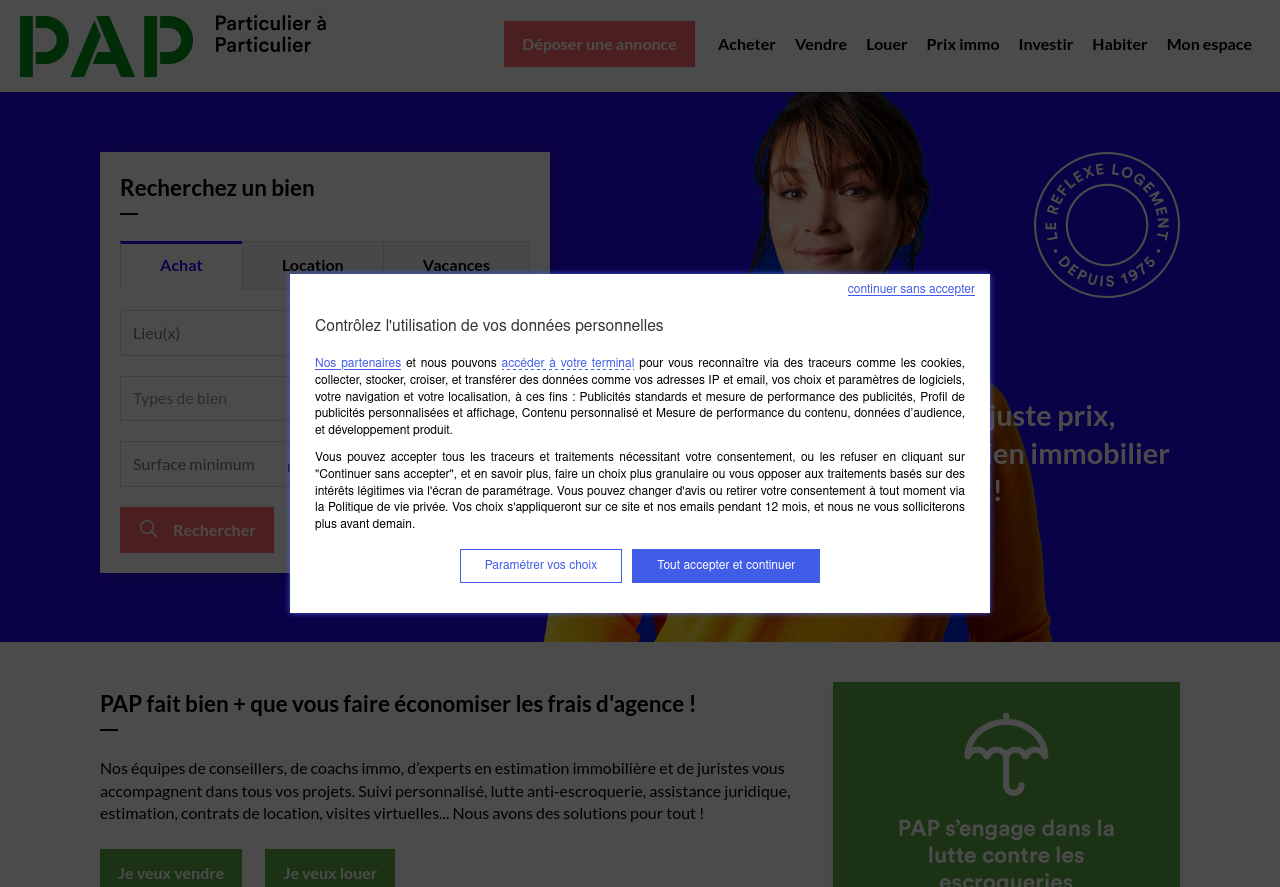 PAP Particulier à
Particulier
Déposer une annonce Acheter Vendre Louer Prix immo Investir Habiter Mon espace
Recherchez un bien
LE REFLEXE LOGEMENT • DEPUIS 1975 •
Achat Location Vacances
continuer sans accepter
Contrôlez l'utilisation de vos données personnelles
Lieu(x)
Nos partenaires et nous pouvons accéder à votre terminal pour vous reconnaître via des traceurs comme les cookies,
collecter, stocker, croiser, et transférer des données comme vos adresses IP et email, vos choix et paramètres de logiciels,
votre navigation et votre localisation, à ces fins : Publicités standards et mesure de performance des publicités, Profil de
publicités personnalisées et affichage, Contenu personnalisé et Mesure de performance du contenu, données d’audience,
et développement produit.
Types de bien
juste prix,
bien immobilier
!
Vous pouvez accepter tous les traceurs et traitements nécessitant votre consentement, ou les refuser en cliquant sur
"Continuer sans accepter", et en savoir plus, faire un choix plus granulaire ou vous opposer aux traitements basés sur des
intérêts légitimes via l'écran de paramétrage. Vous pouvez changer d'avis ou retirer votre consentement à tout moment via
la Politique de vie privée. Vos choix s'appliqueront sur ce site et nos emails pendant 12 mois, et nous ne vous solliciterons
plus avant demain.
Surface minimum
Rechercher
Paramétrer vos choix Tout accepter et continuer
PAP fait bien + que vous faire économiser les frais d'agence !
Nos équipes de conseillers, de coachs immo, d’experts en estimation immobilière et de juristes vous
accompagnent dans tous vos projets. Suivi personnalisé, lutte anti-escroquerie, assistance juridique,
estimation, contrats de location, visites virtuelles... Nous avons des solutions pour tout !
Je veux vendre Je veux louer
PAP s’engage dans la
lutte contre les
escroqueries